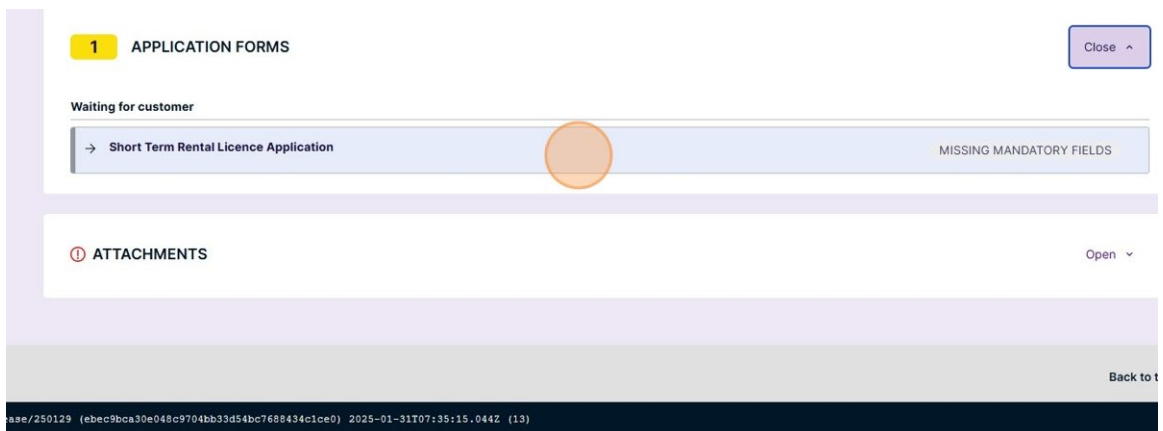 1 APPLICATION FORMS Close
Waiting for customer
Short Term Rental Licence Application MISSING MANDATORY FIELDS
ATTACHMENTS Open
Back to t
ease/250129 (ebec9bca30e048c9704bb33d54bc7688434c1ce0) 2025-01-31T07:35:15.044Z (13)